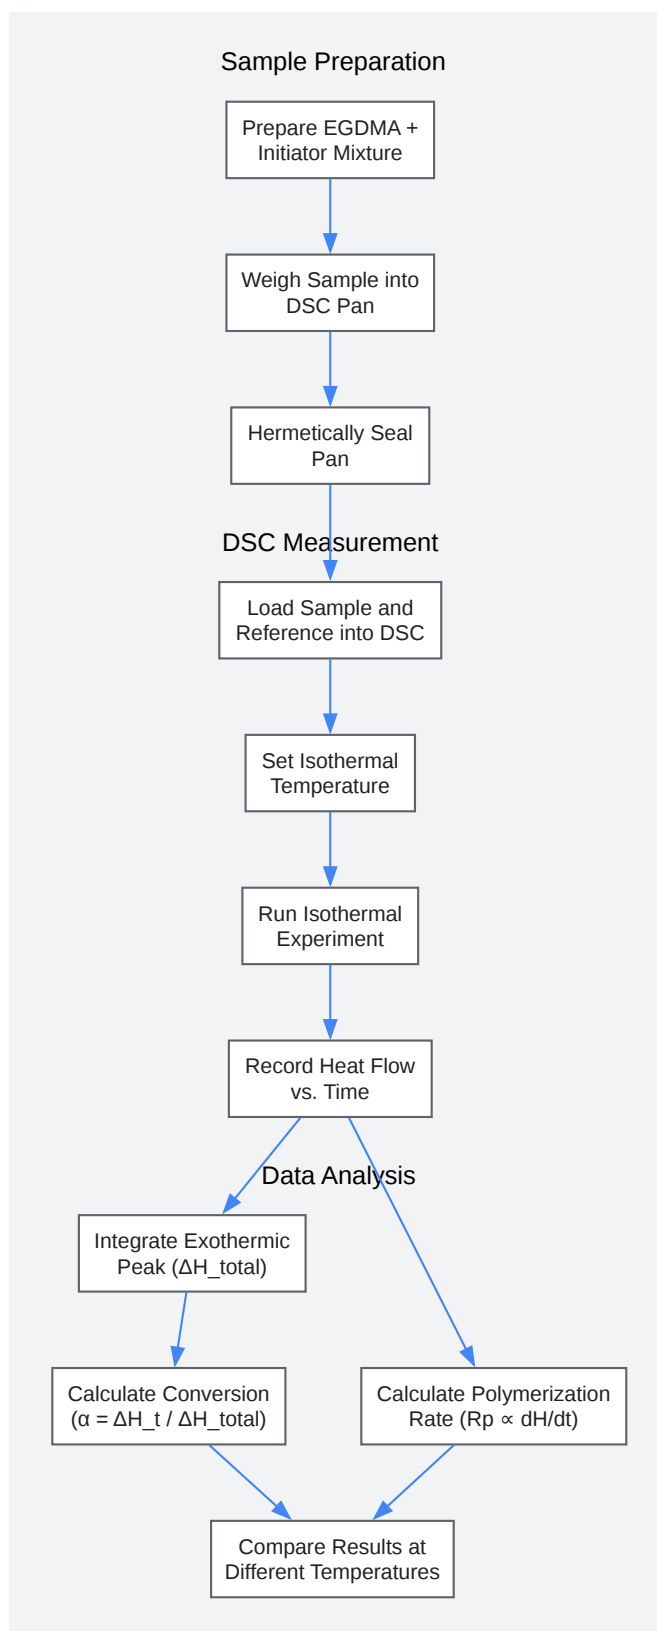 Sample Preparation
Prepare EGDMA +
Initiator Mixture
Weigh Sample into
DSC Pan
Hermetically Seal
Pan
DSC Measurement
Load Sample and
Reference into DSC
Set Isothermal
Temperature
Run Isothermal
Experiment
Record Heat Flow
vs. Time
Data Analysis
Integrate Exothermic
Peak (ΔH_total)
Calculate Conversion
(α = ΔH_t / ΔH_total)
Calculate Polymerization
Rate (Rp ∝ dH/dt)
Compare Results at
Different Temperatures